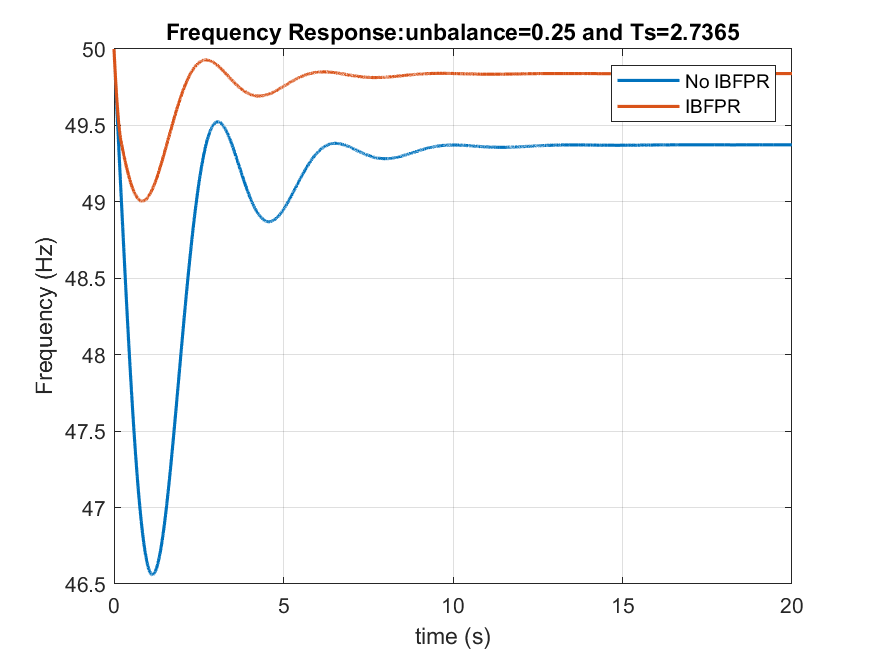 Frequency Response:unbalance=0.25 and Ts=2.7365
50
49.5
49
48.5
48
47.5
47
46.5
Frequency (Hz)
No IBFPR
IBFPR
0
5
10
15
20
time (s)